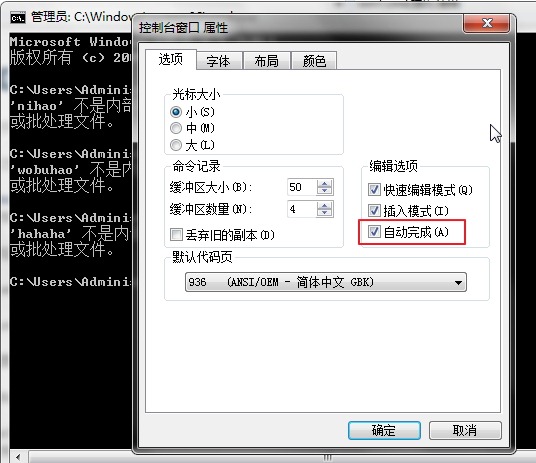 管理员: C:\Windows
控制台窗口 属性
Microsoft Windo
版权所有 (c) 20
C:\Users\Admini
'nihao' 不是内部
或批处理文件。
C:\Users\Admini
'wobuhao' 不是内
或批处理文件。
C:\Users\Admini
'hahaha' 不是内
或批处理文件。
C:\Users\Admini
选项 字体 布局 颜色
光标大小
小(S)
中(M)
大(L)
命令记录
缓冲区大小(B): 50
缓冲区数量(N): 4
丢弃旧的副本(D)
编辑选项
快速编辑模式(Q)
插入模式(I)
自动完成(A)
默认代码页
936 (ANSI/OEM - 简体中文 GBK)
确定 取消